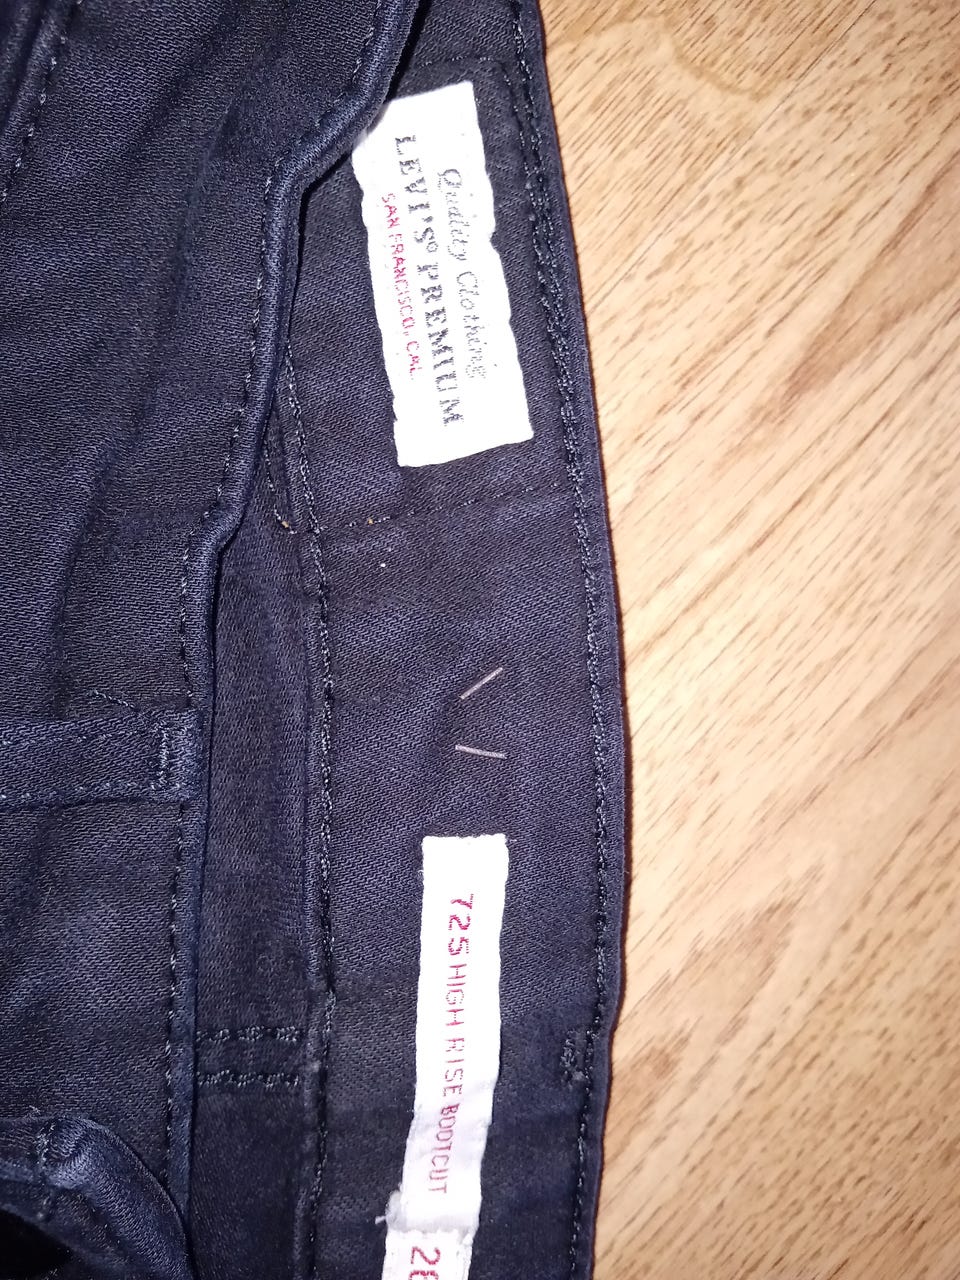 Quality Clothing
LEVI'S® PREMIUM
SAN FRANCISCO, CAL.
725 HIGH RISE BOOTCUT